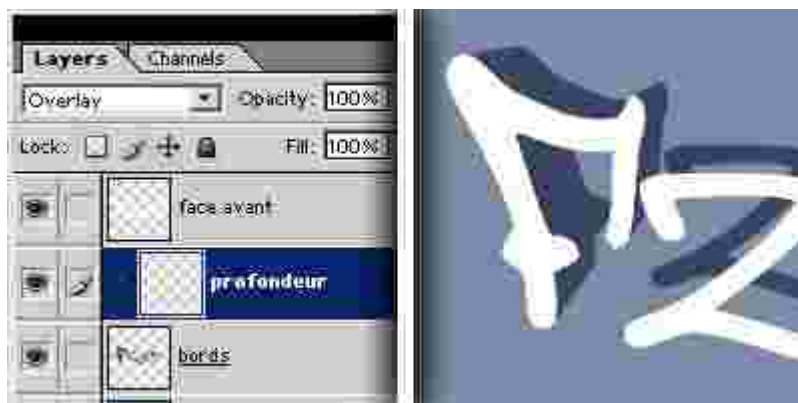 Layers Channels
Overlay Opacity: 100%
Lock: Fill: 100%
face avant
profondeur
bords